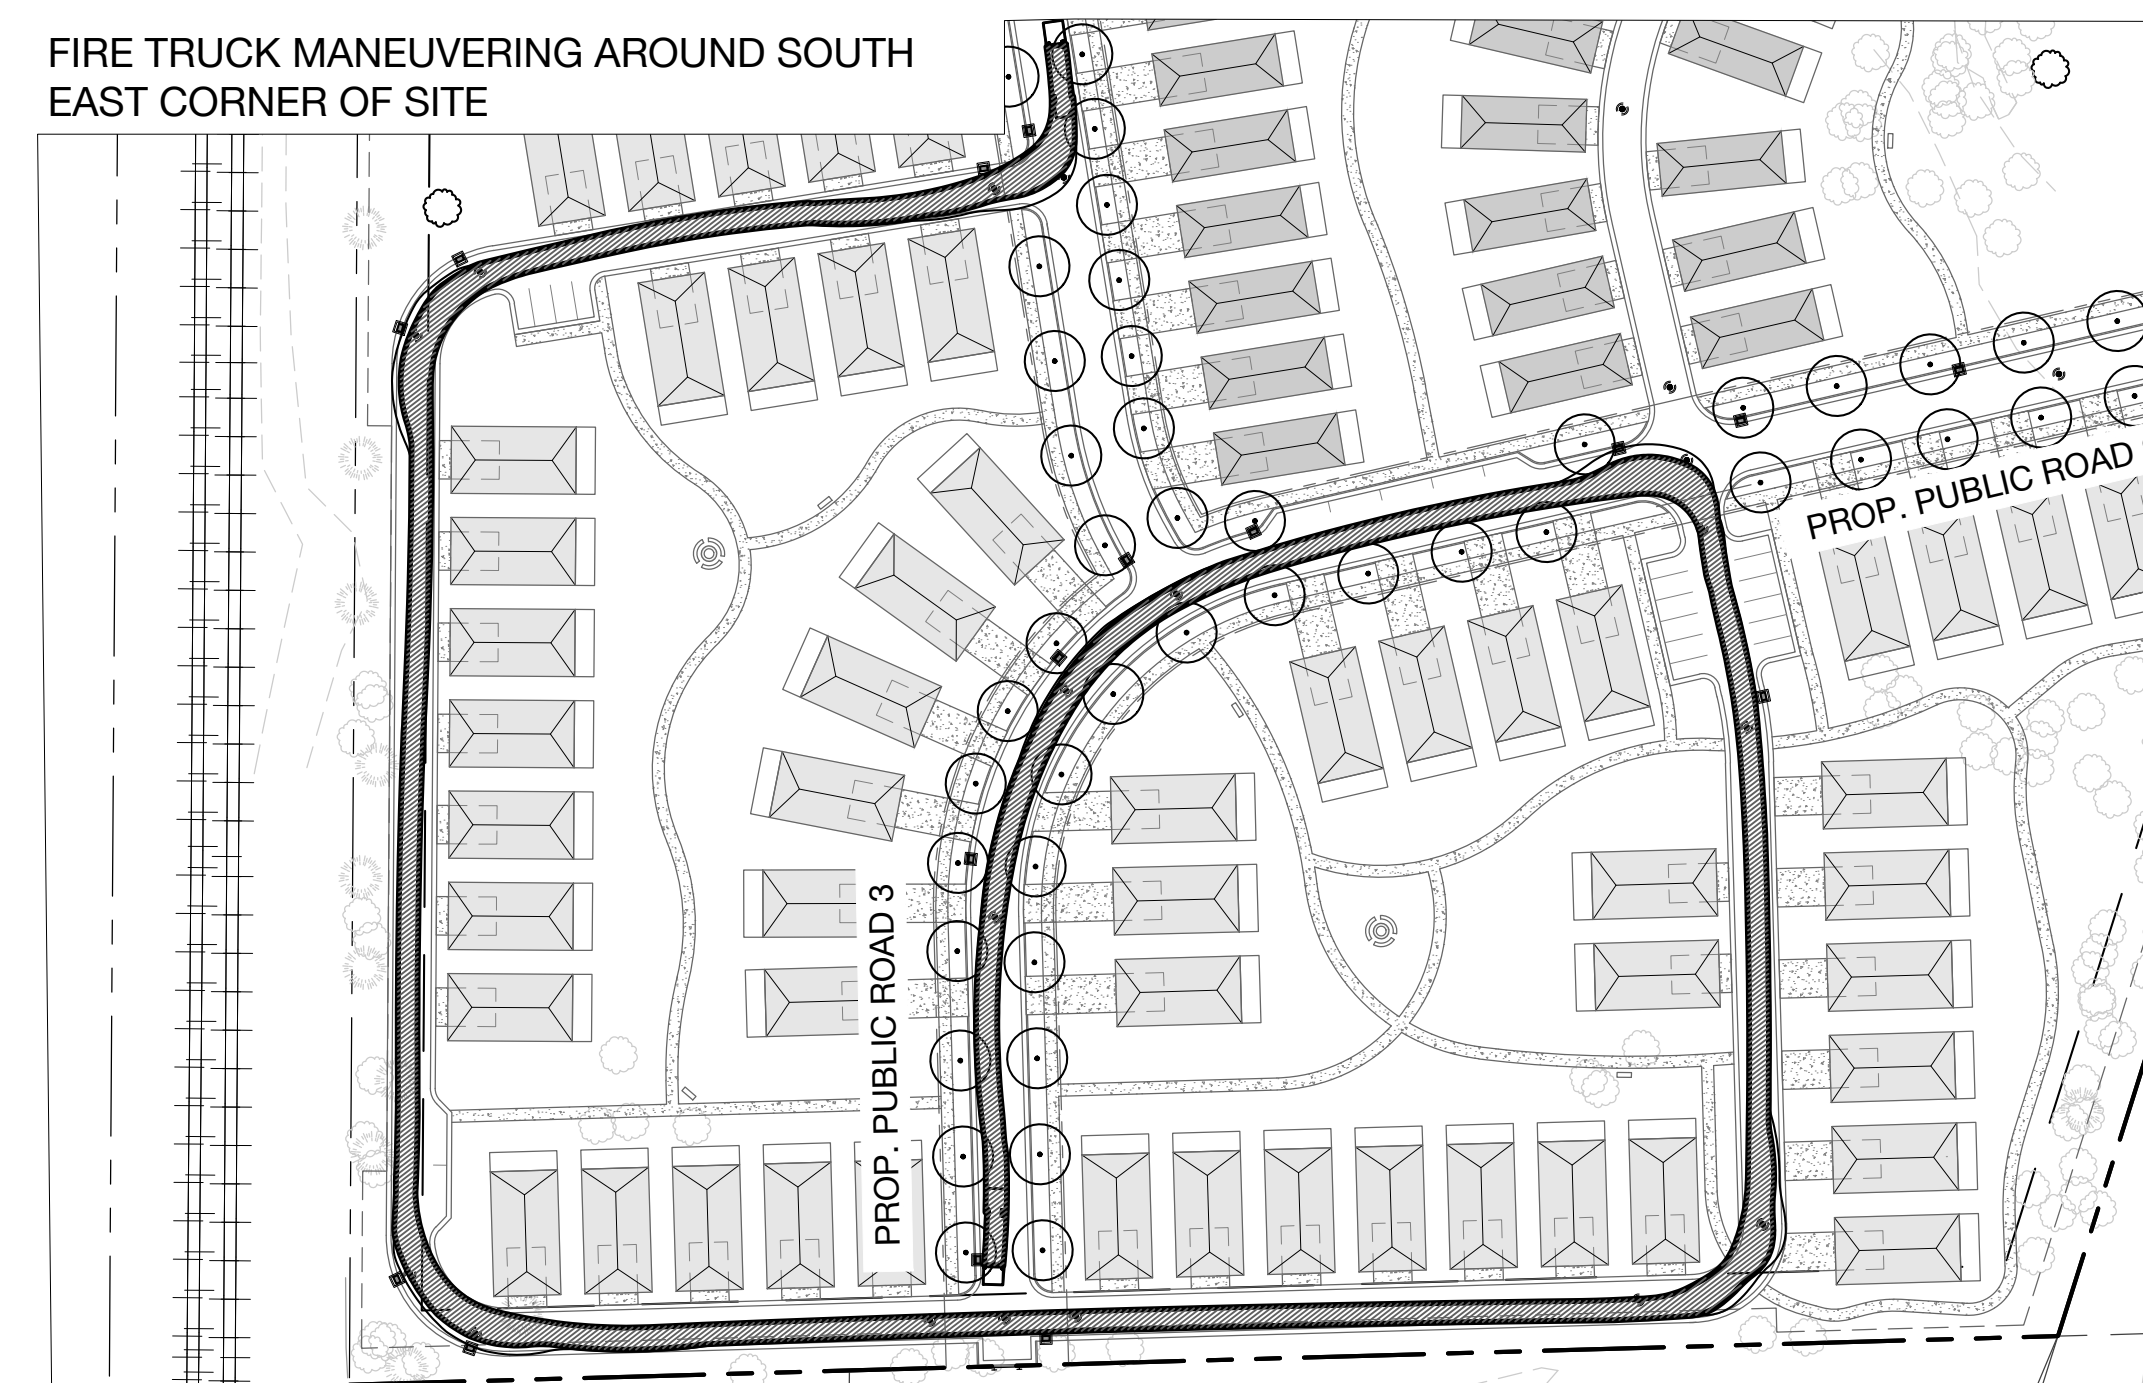 FIRE TRUCK MANEUVERING AROUND SOUTH
EAST CORNER OF SITE
PROP. PUBLIC ROAD
PROP. PUBLIC ROAD 3